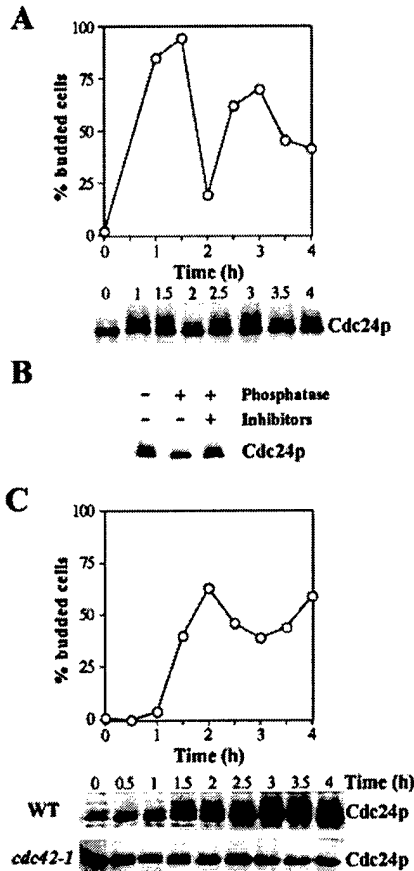 A
100
75
50
25
0
% budded cells
0 1 2 3 4
Time (h)
0 1 1.5 2 2.5 3 3.5 4
Cdc24p
B
- + + Phosphatase
- - + Inhibitors
Cdc24p
C
100
75
50
25
0
% budded cells
0 1 2 3 4
Time (h)
0 0.5 1 1.5 2 2.5 3 3.5 4 Time (h)
WT Cdc24p
cdc42-1 Cdc24p